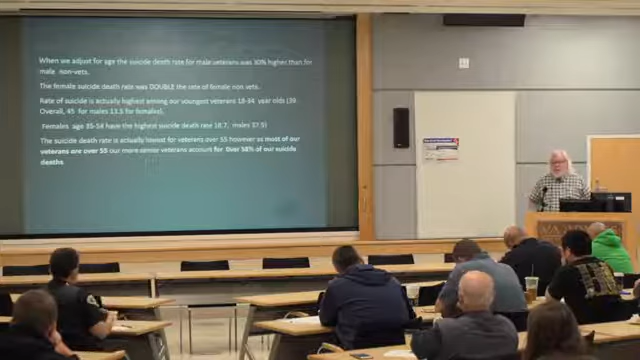 When we adjust for age the suicide death rate for male veterans was 30% higher than for
male non-vets.
The female suicide death rate was DOUBLE the rate of female non vets.
Rate of suicide is actually highest among our youngest veterans 18-34 year olds (39
Overall, 45 for males 13.3 for females).
Females age 35-54 have the highest suicide death rate 18.7, males 37.5)
The suicide death rate is actually lowest for veterans over 55 however as most of our
veterans are over 55 our more senior veterans account for Over 58% of our suicide
deaths